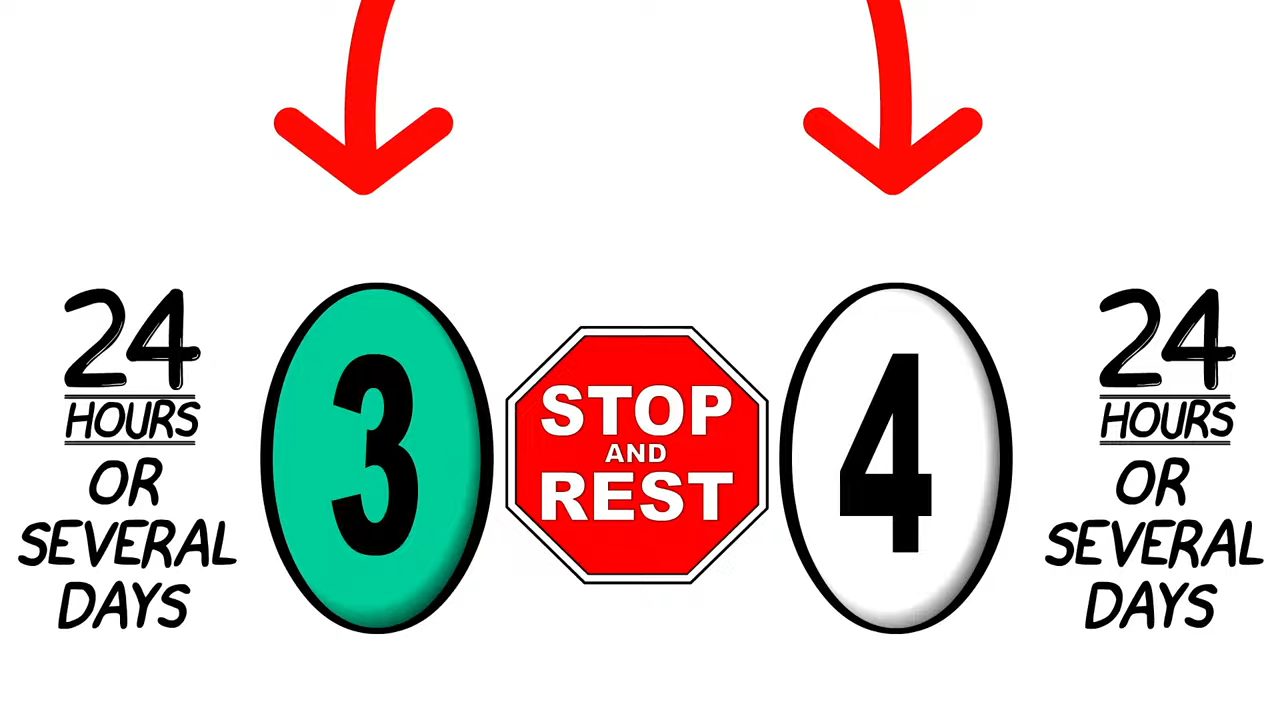 24
HOURS
OR
SEVERAL
DAYS
3
STOP
AND
REST
4
24
HOURS
OR
SEVERAL
DAYS